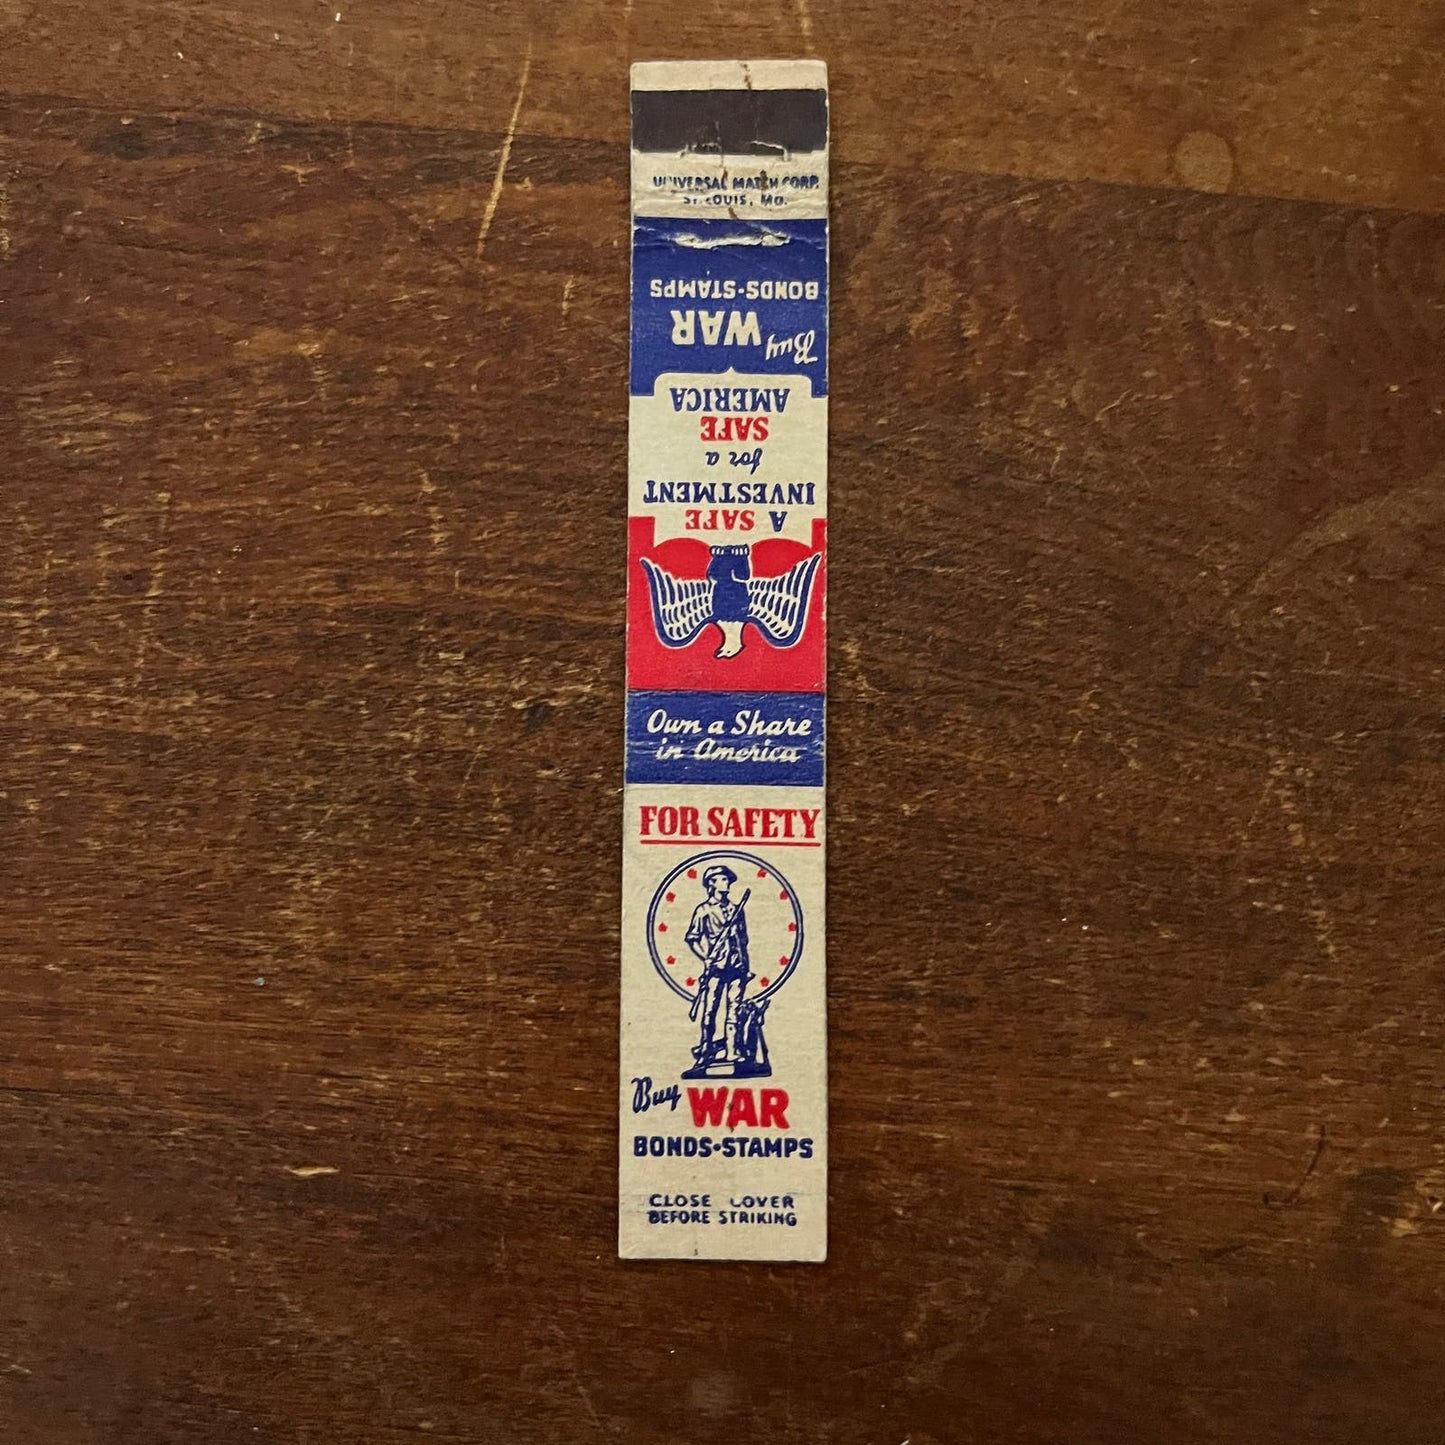 UNIVERSAL MATCH CORP.
ST. LOUIS, MO.
A SAFE
INVESTMENT
for a
SAFE
AMERICA
Buy WAR
BONDS·STAMPS
Own a Share
in America
FOR SAFETY
Buy WAR
BONDS·STAMPS
CLOSE COVER
BEFORE STRIKING